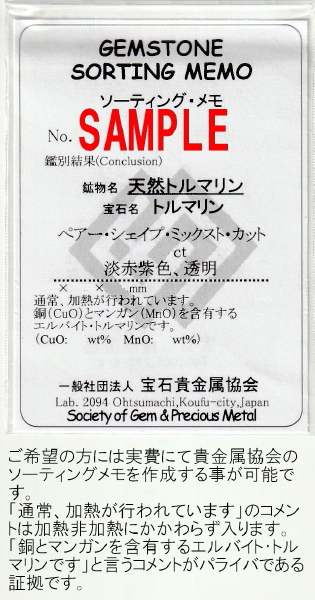 GEMSTONE
SORTING MEMO
ソーティング・メモ
No. SAMPLE
鑑別結果(Conclusion)
鉱物名 天然トルマリン
宝石名 トルマリン
ペアー・シェイプ・ミックスト・カット
ct
淡赤紫色、透明
× × mm
通常、加熱が行われています。
銅(CuO)とマンガン(MnO)を含有する
エルバイト・トルマリンです。
(CuO: wt% MnO: wt%)
一般社団法人 宝石貴金属協会
Lab. 2094 Ohtsumachi,Koufu-city,Japan
Society of Gem & Precious Metal
ご希望の方には実費にて貴金属協会の
ソーティングメモを作成する事が可能で
す。
「通常、加熱が行われています」のコメン
トは加熱非加熱にかかわらず入ります。
「銅とマンガンを含有するエルバイト・トル
マリンです」と言うコメントがパライバである
証拠です。